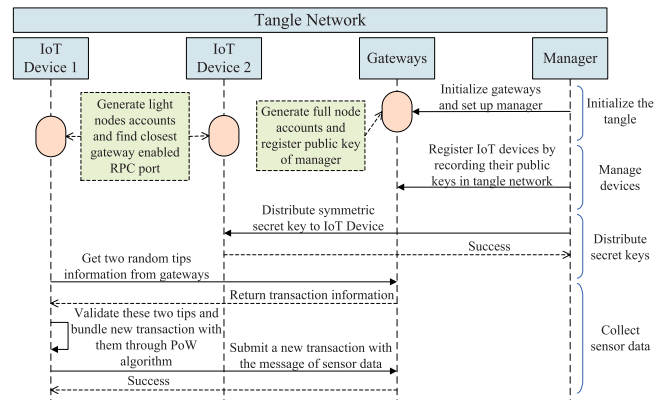 Tangle Network
IoT
Device 1
IoT
Device 2
Gateways
Manager
Generate light
nodes accounts
and find closest
gateway enabled
RPC port
Generate full node
accounts and
register public key
of manager
Initialize gateways
and set up manager
Initialize the
tangle
Register IoT devices by
recording their public
keys in tangle network
Manage
devices
Distribute symmetric
secret key to IoT Device
Success
Distribute
secret keys
Get two random tips
information from gateways
Return transaction information
Validate these two tips and
bundle new transaction with
them through PoW
algorithm
Submit a new transaction with
the message of sensor data
Success
Collect
sensor data